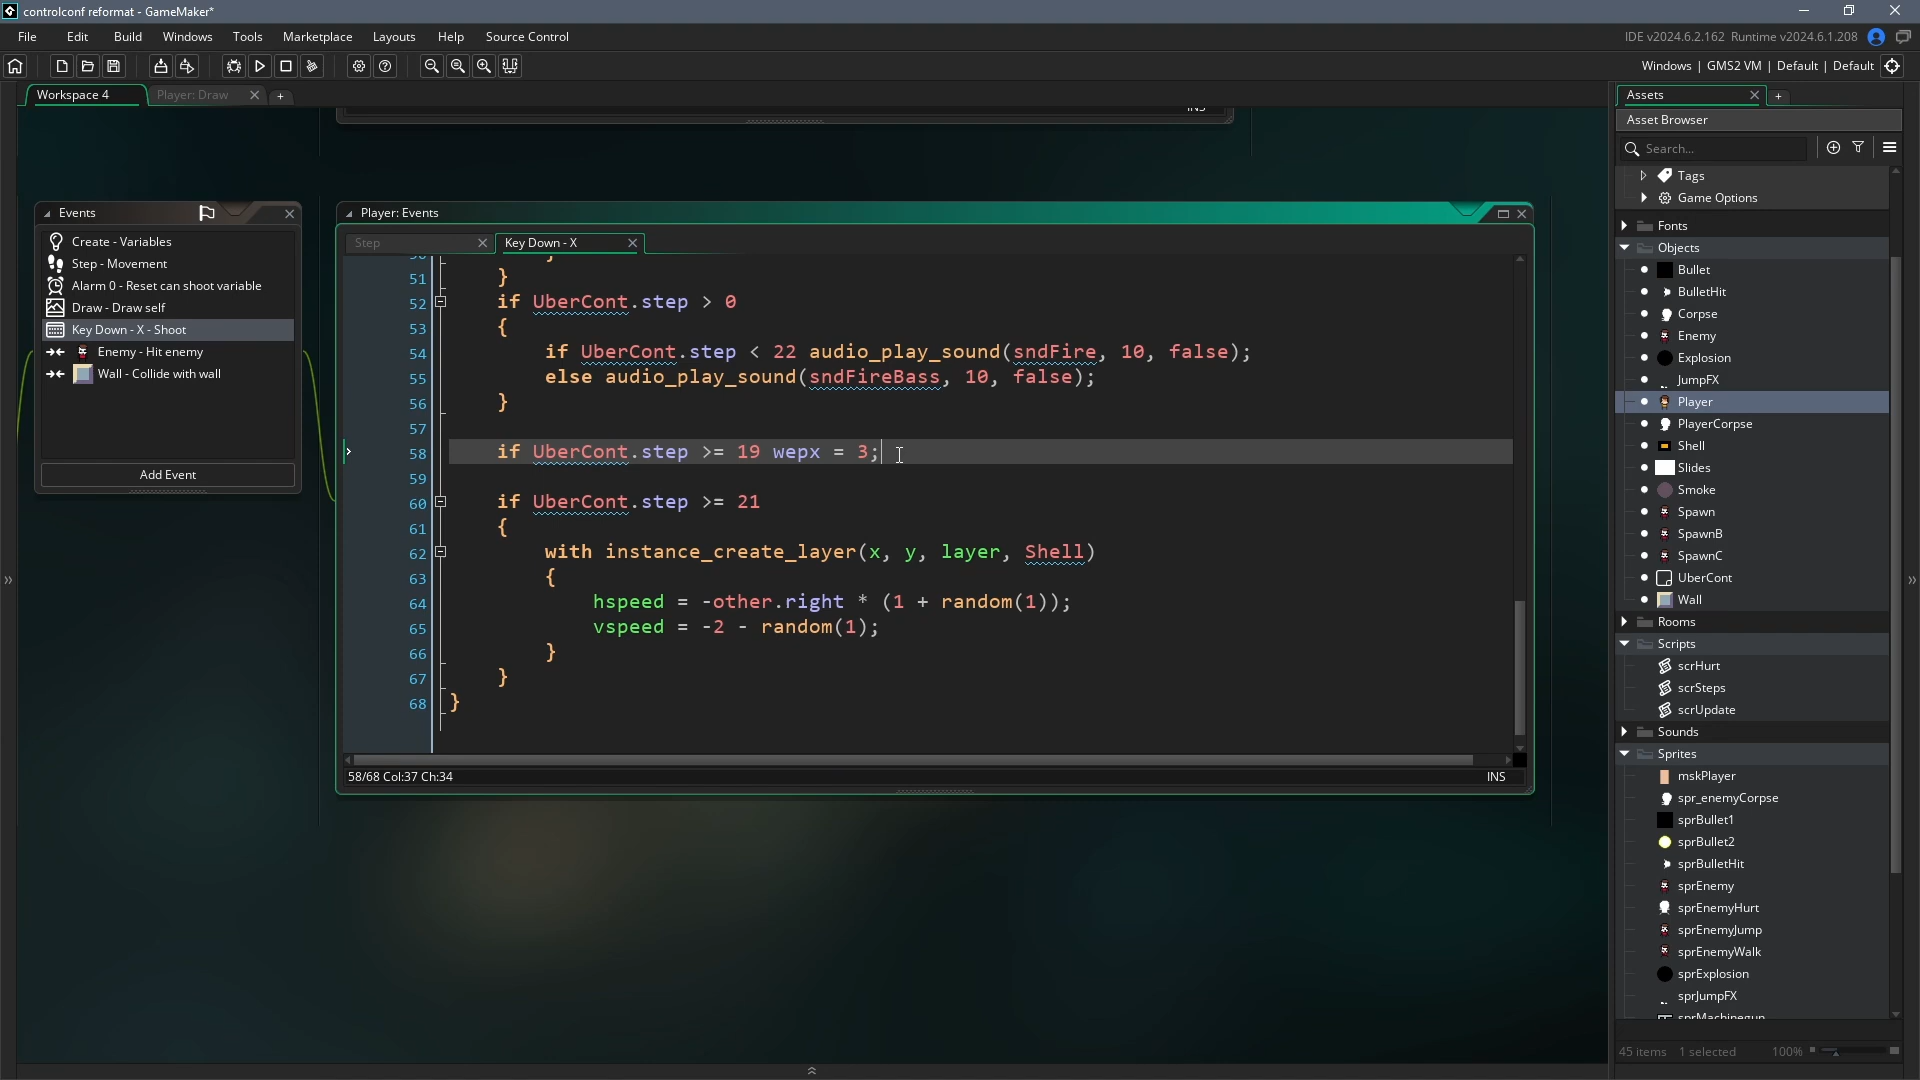 controlconf reformat - GameMaker*
File Edit Build Windows Tools Marketplace Layouts Help Source Control
IDE v2024.6.2.162 Runtime v2024.6.1.208
Windows | GMS2 VM | Default | Default
Workspace 4
Player: Draw
Events
Create - Variables
Step - Movement
Alarm 0 - Reset can shoot variable
Draw - Draw self
Key Down - X - Shoot
Enemy - Hit enemy
Wall - Collide with wall
Add Event
Player: Events
Step
Key Down - X
51 }
52 if UberCont.step > 0
53 {
54 if UberCont.step < 22 audio_play_sound(sndFire, 10, false);
55 else audio_play_sound(sndFireBass, 10, false);
56 }
57
58 if UberCont.step >= 19 wepx = 3;
59
60 if UberCont.step >= 21
61 {
62 with instance_create_layer(x, y, layer, Shell)
63 {
64 hspeed = -other.right * (1 + random(1));
65 vspeed = -2 - random(1);
66 }
67 }
68 }
58/68 Col:37 Ch:34
INS
Assets
Asset Browser
Search...
Tags
Game Options
Fonts
Objects
Bullet
BulletHit
Corpse
Enemy
Explosion
JumpFX
Player
PlayerCorpse
Shell
Slides
Smoke
Spawn
SpawnB
SpawnC
UberCont
Wall
Rooms
Scripts
scrHurt
scrSteps
scrUpdate
Sounds
Sprites
mskPlayer
spr_enemyCorpse
sprBullet1
sprBullet2
sprBulletHit
sprEnemy
sprEnemyHurt
sprEnemyJump
sprEnemyWalk
sprExplosion
sprJumpFX
sprMachinegun
45 items 1 selected 100%